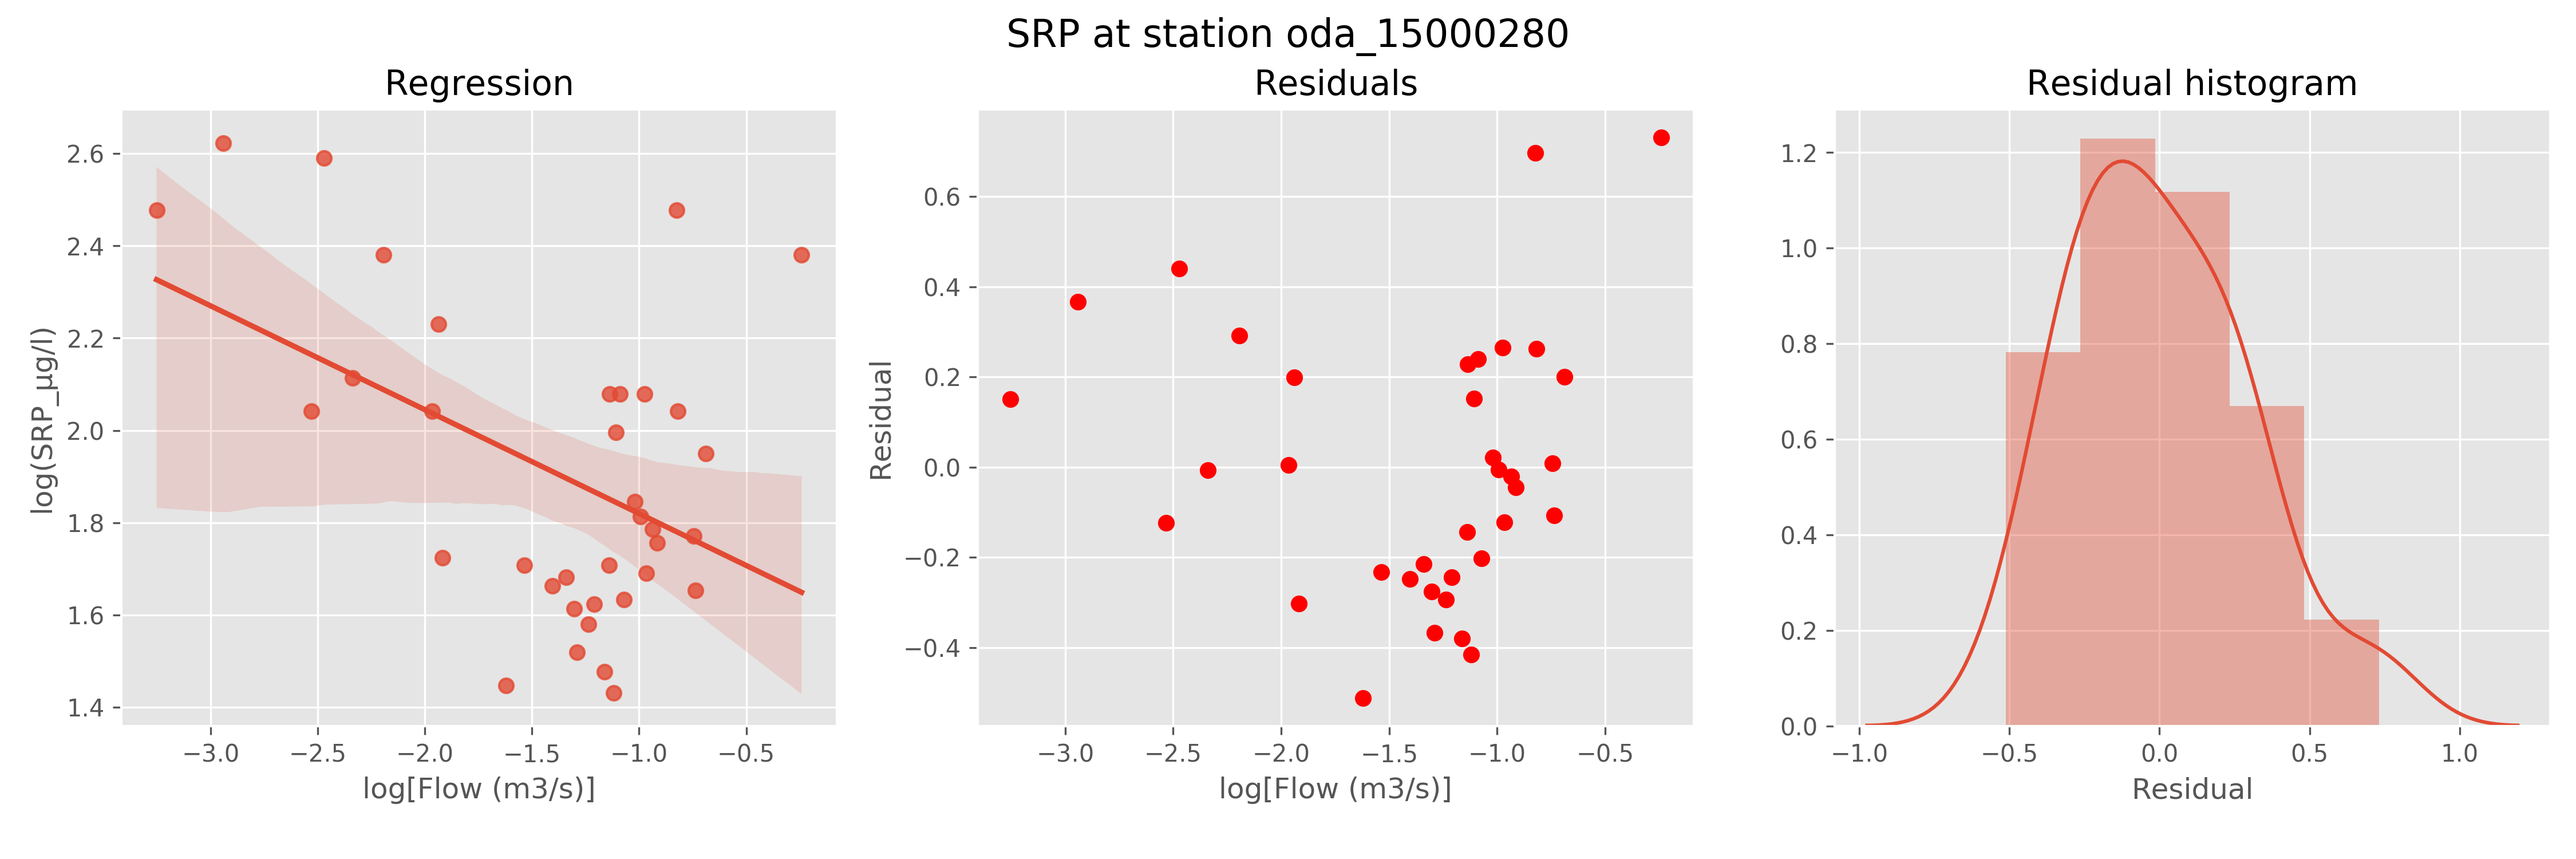 SRP at station oda_15000280
Regression
2.6
2.4
2.2
2.0
1.8
1.6
1.4
log(SRP_µg/l)
−3.0 −2.5 −2.0 −1.5 −1.0 −0.5
log[Flow (m3/s)]
Residuals
0.6
0.4
0.2
0.0
−0.2
−0.4
Residual
−3.0 −2.5 −2.0 −1.5 −1.0 −0.5
log[Flow (m3/s)]
Residual histogram
1.2
1.0
0.8
0.6
0.4
0.2
0.0
−1.0 −0.5 0.0 0.5 1.0
Residual